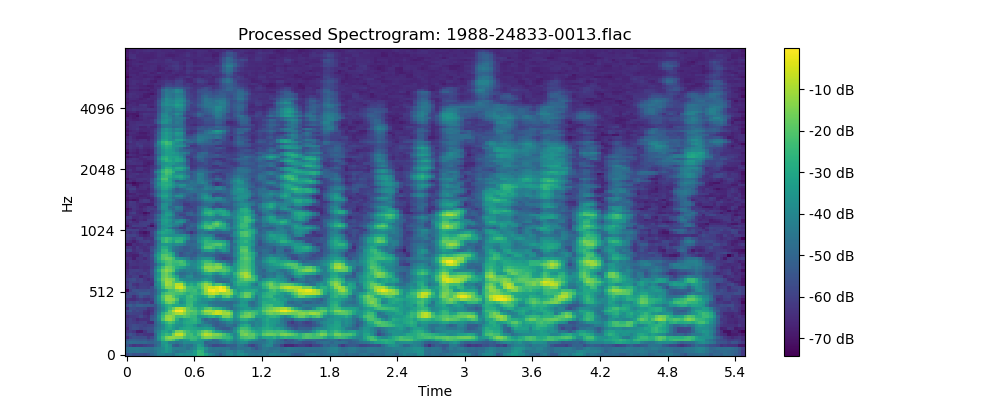 Processed Spectrogram: 1988-24833-0013.flac
Hz
4096
2048
1024
512
0
0 0.6 1.2 1.8 2.4 3 3.6 4.2 4.8 5.4
Time
-10 dB
-20 dB
-30 dB
-40 dB
-50 dB
-60 dB
-70 dB